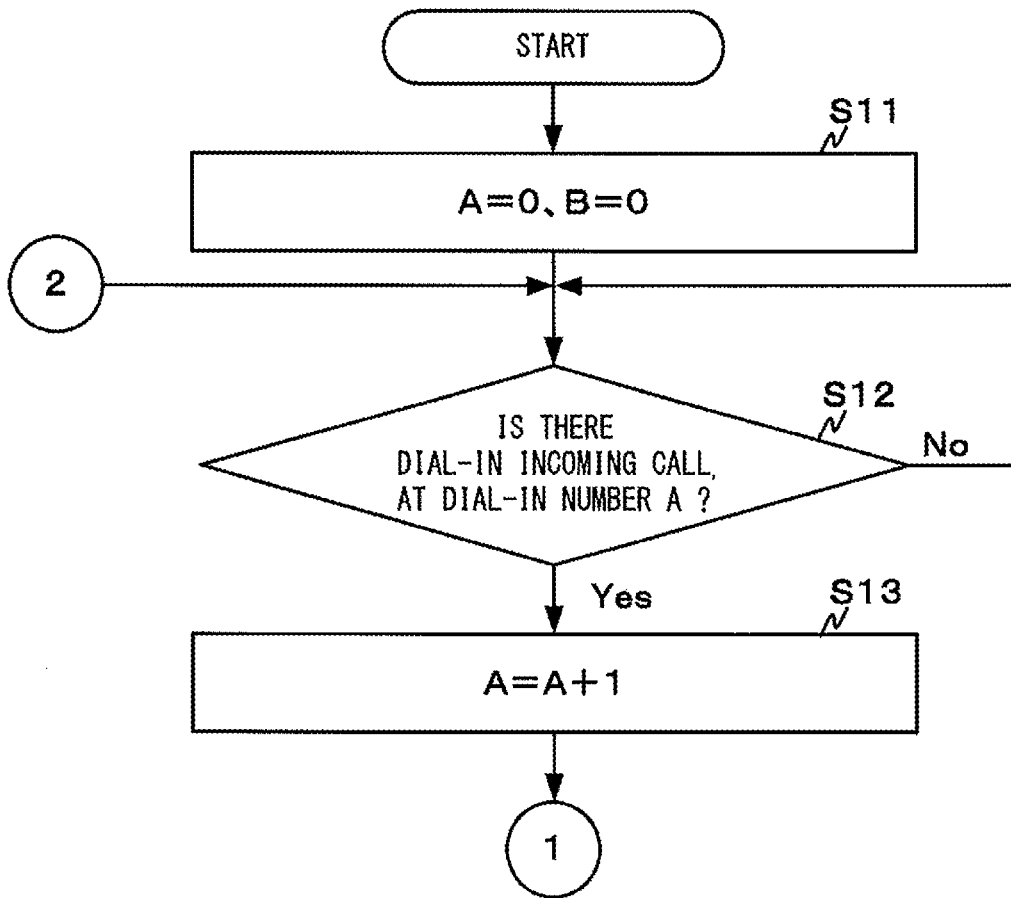 START
S11
A=0、B=0
2
S12
IS THERE
DIAL-IN INCOMING CALL,
AT DIAL-IN NUMBER A ?
No
Yes
S13
A=A+1
1